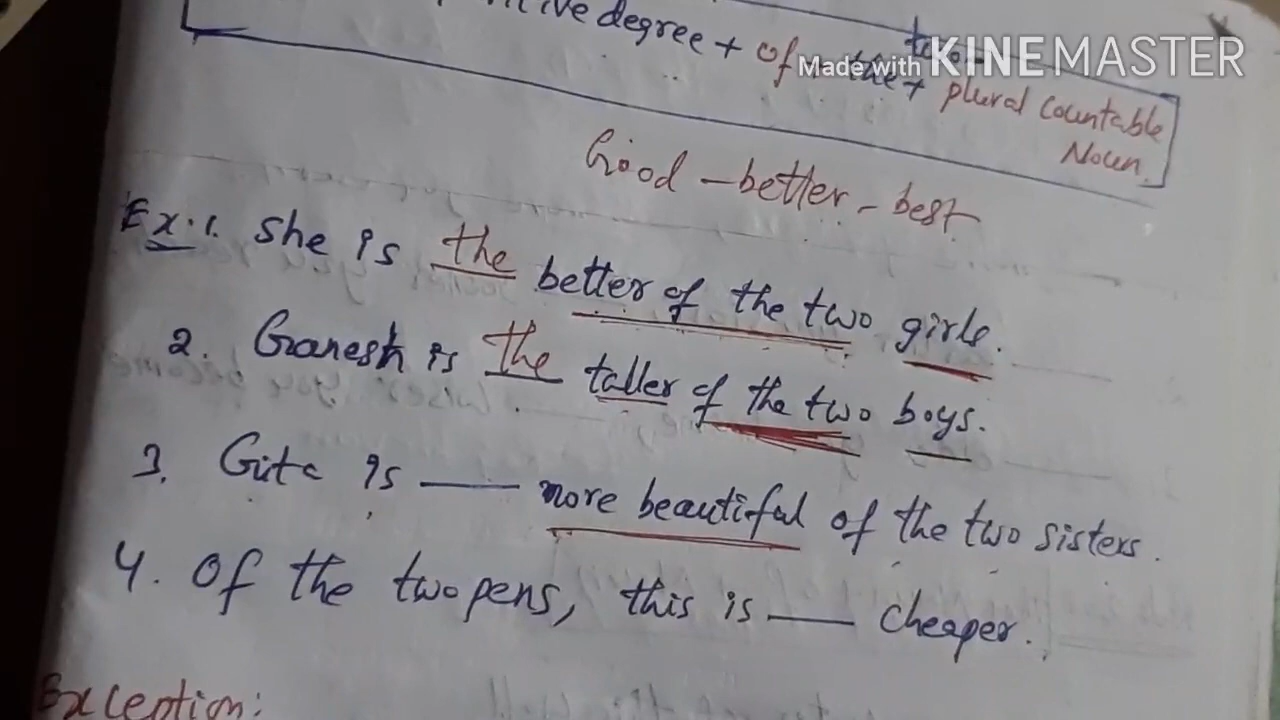 degree + of the two + plural countable
Noun.
Made with KINEMASTER
Good - better - best
Ex. 1. She is the better of the two girls.
2. Ganesh is the taller of the two boys.
3. Gita is ___ more beautiful of the two sisters.
4. Of the two pens, this is ___ cheaper.
Exception: